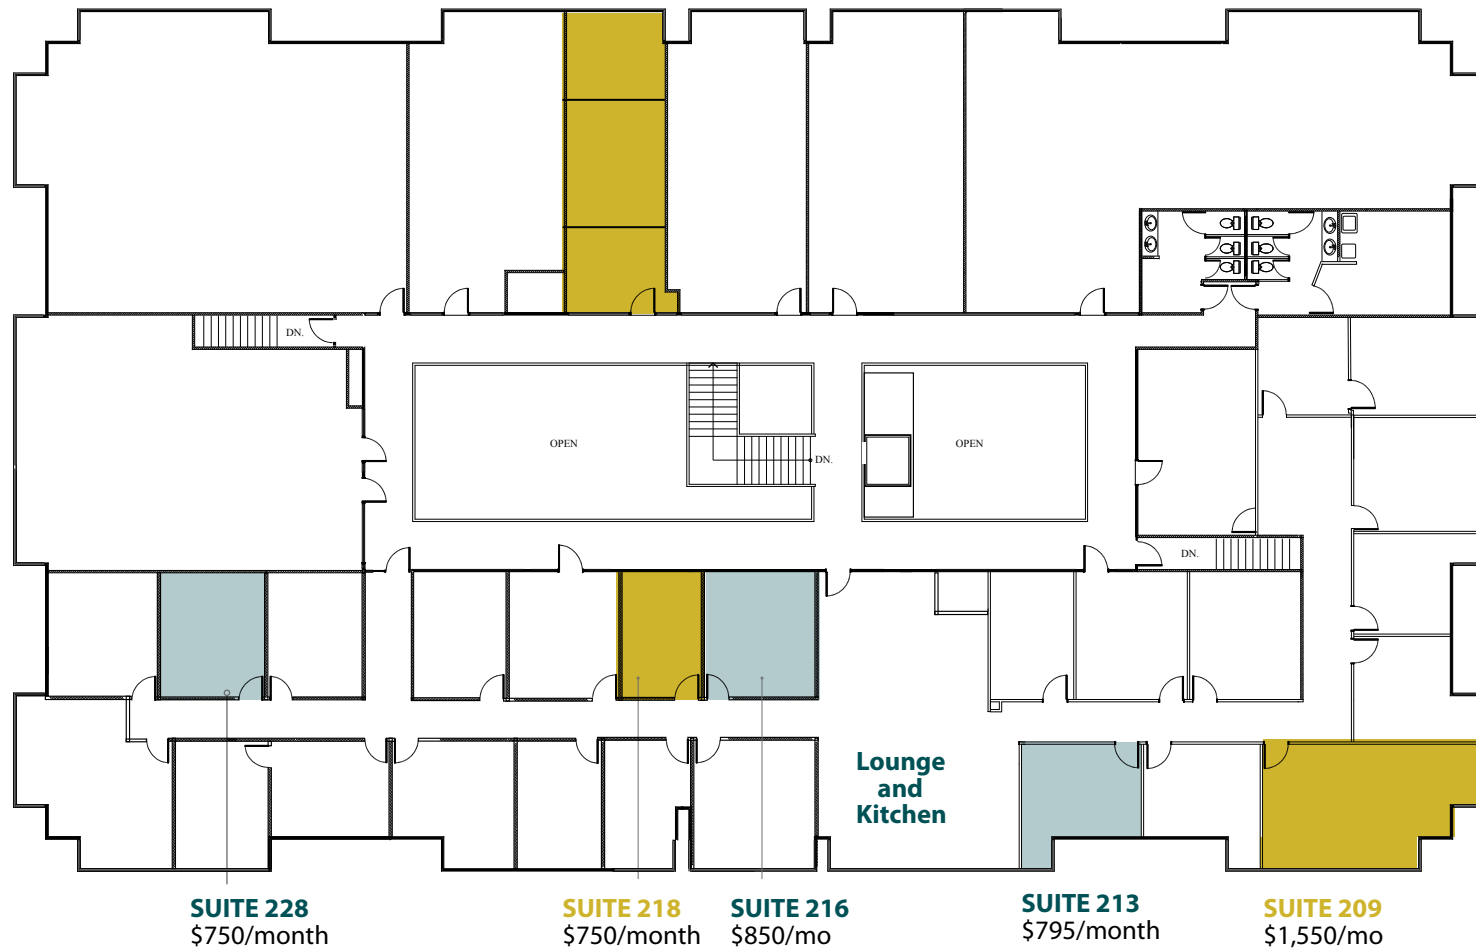 DN.
OPEN
DN.
OPEN
DN.
Lounge
and
Kitchen
SUITE 228
$750/month
SUITE 218
$750/month
SUITE 216
$850/mo
SUITE 213
$795/month
SUITE 209
$1,550/mo